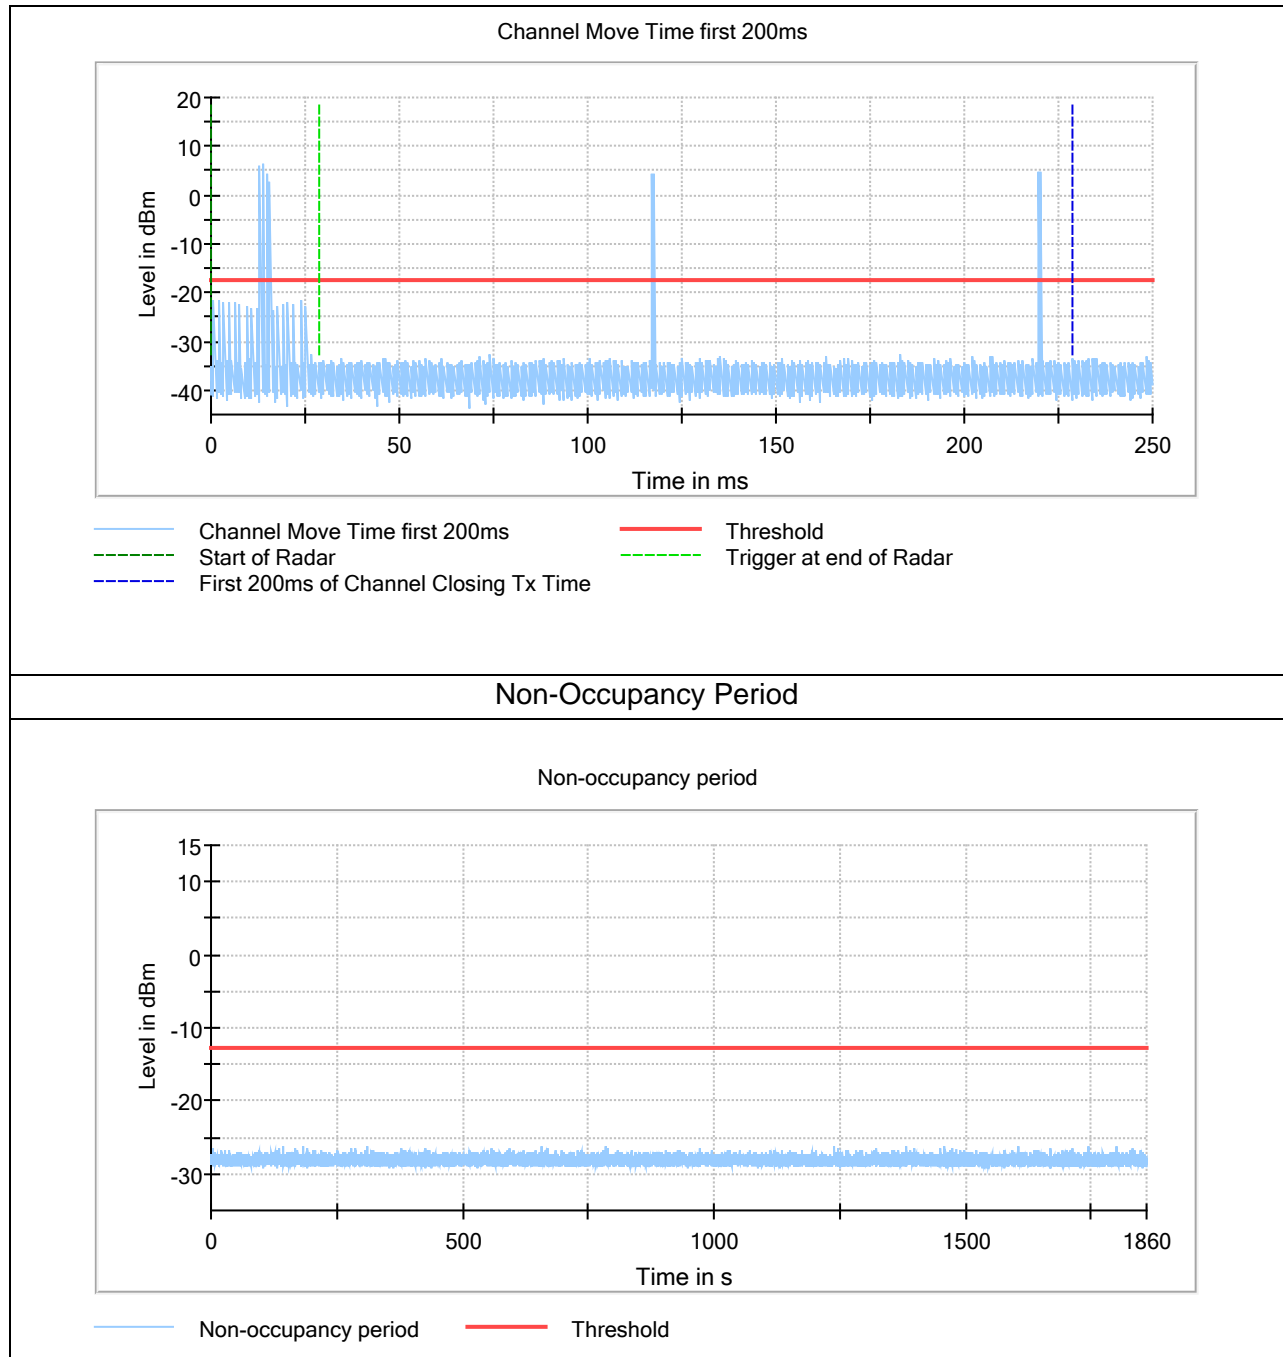 Channel Move Time first 200ms
20
10
0
-10
-20
-30
-40
Level in dBm
0 50 100 150 200 250
Time in ms
Channel Move Time first 200ms Threshold
Start of Radar Trigger at end of Radar
First 200ms of Channel Closing Tx Time
Non-Occupancy Period
Non-occupancy period
15
10
0
-10
-20
-30
Level in dBm
0 500 1000 1500 1860
Time in s
Non-occupancy period Threshold